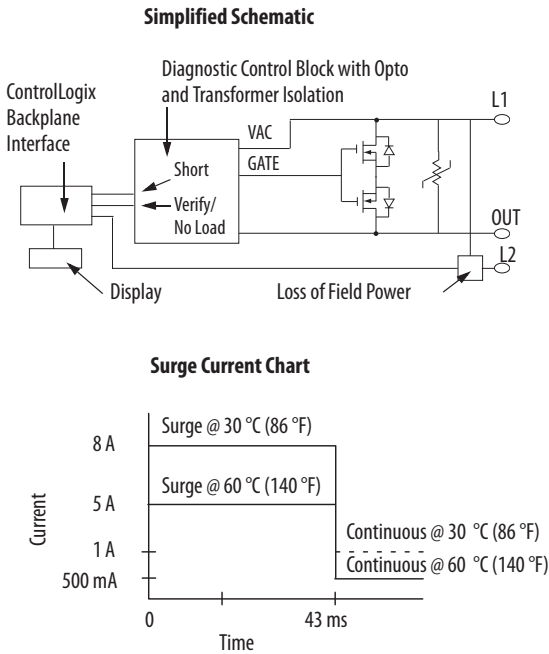 Simplified Schematic
Diagnostic Control Block with Opto
and Transformer Isolation
ControlLogix
Backplane
Interface
L1
VAC
GATE
Short
Verify/
No Load
OUT
L2
Display
Loss of Field Power
Surge Current Chart
Surge @ 30 °C (86 °F)
8 A
Surge @ 60 °C (140 °F)
5 A
Current
Continuous @ 30 °C (86 °F)
1 A
Continuous @ 60 °C (140 °F)
500 mA
0
43 ms
Time